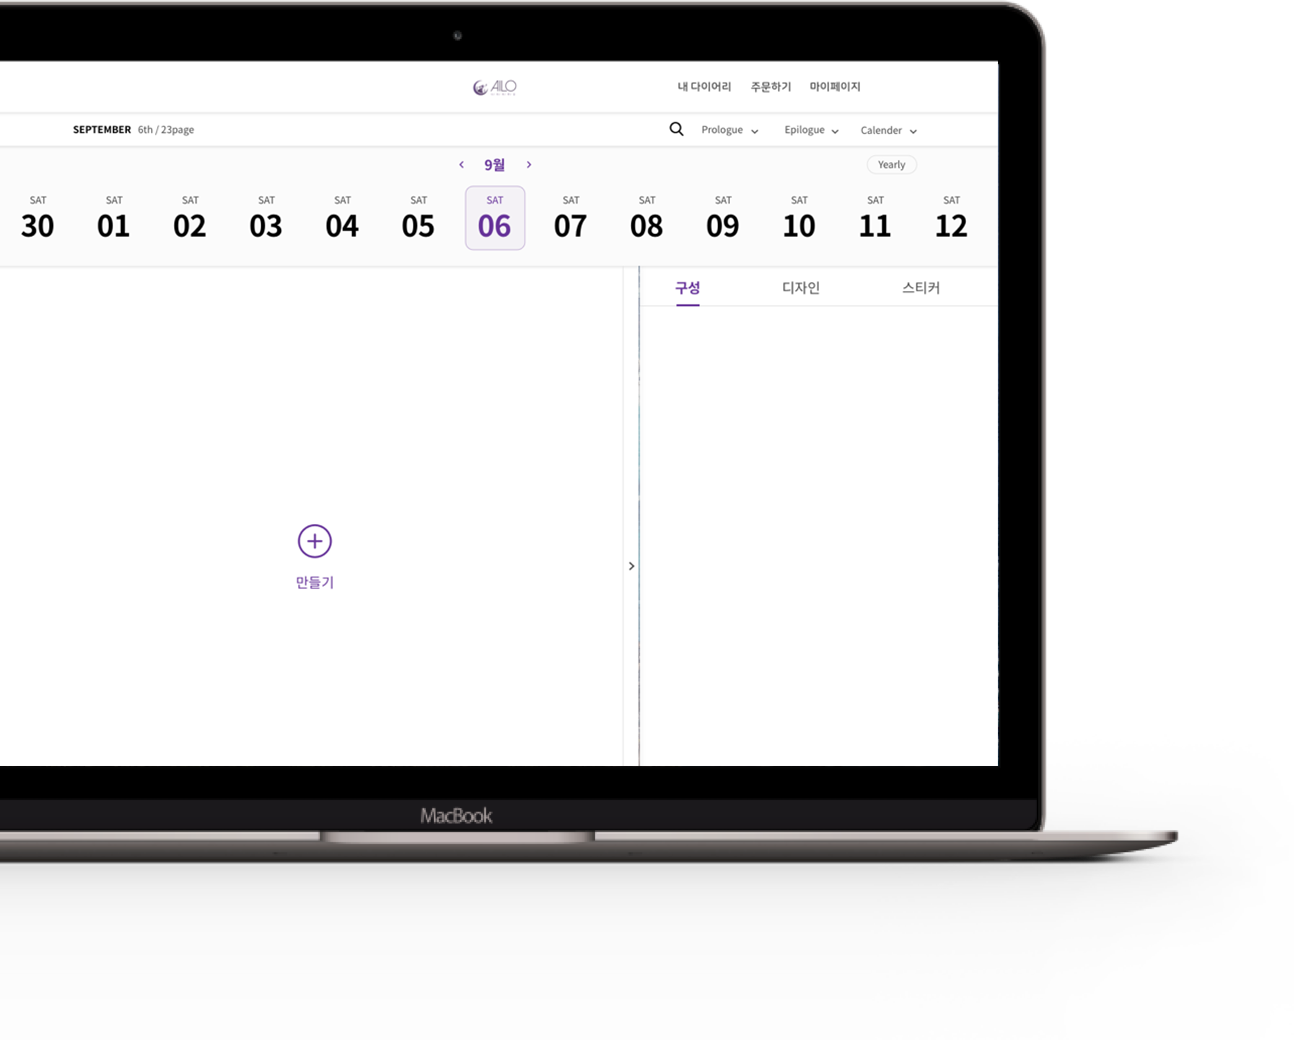 AILO
내 다이어리 주문하기 마이페이지
SEPTEMBER 6th / 23page
Prologue Epilogue Calender
9월
Yearly
SAT SAT SAT SAT SAT SAT SAT SAT SAT SAT SAT SAT SAT
30 01 02 03 04 05 06 07 08 09 10 11 12
구성 디자인 스티커
만들기
MacBook